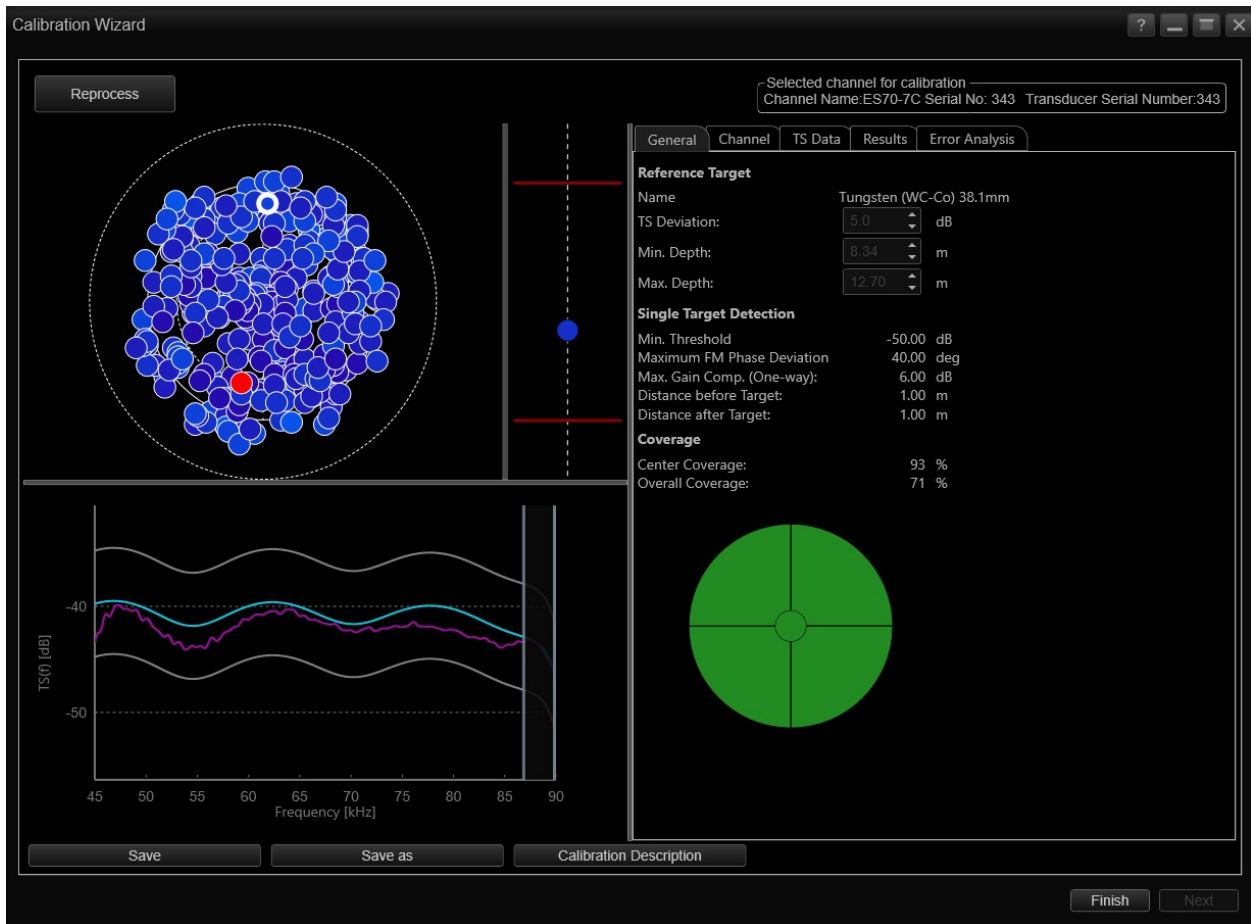 Calibration Wizard
?
Reprocess
Selected channel for calibration
Channel Name:ES70-7C Serial No: 343 Transducer Serial Number:343
General Channel TS Data Results Error Analysis
Reference Target
Name Tungsten (WC-Co) 38.1mm
TS Deviation: 5.0 dB
Min. Depth: 8.34 m
Max. Depth: 12.70 m
Single Target Detection
Min. Threshold -50.00 dB
Maximum FM Phase Deviation 40.00 deg
Max. Gain Comp. (One-way): 6.00 dB
Distance before Target: 1.00 m
Distance after Target: 1.00 m
Coverage
Center Coverage: 93 %
Overall Coverage: 71 %
TS(f) [dB]
-40
-50
45 50 55 60 65 70 75 80 85 90
Frequency [kHz]
Save Save as Calibration Description
Finish Next